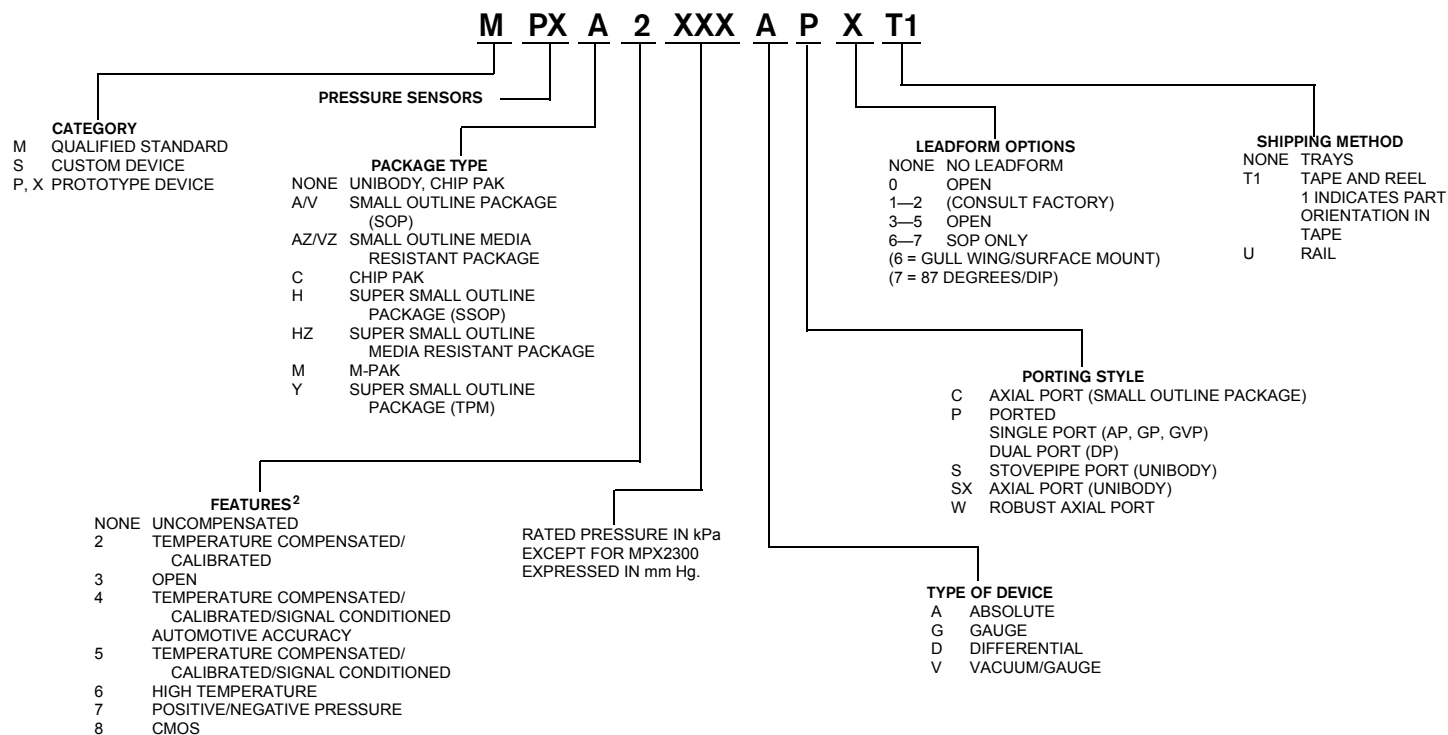 M PX A 2 XXX A P X T1
PRESSURE SENSORS
CATEGORY
M QUALIFIED STANDARD
S CUSTOM DEVICE
P, X PROTOTYPE DEVICE
PACKAGE TYPE
NONE UNIBODY, CHIP PAK
A/V SMALL OUTLINE PACKAGE
(SOP)
AZ/VZ SMALL OUTLINE MEDIA
RESISTANT PACKAGE
C CHIP PAK
H SUPER SMALL OUTLINE
PACKAGE (SSOP)
HZ SUPER SMALL OUTLINE
MEDIA RESISTANT PACKAGE
M M-PAK
Y SUPER SMALL OUTLINE
PACKAGE (TPM)
LEADFORM OPTIONS
NONE NO LEADFORM
0 OPEN
1—2 (CONSULT FACTORY)
3—5 OPEN
6—7 SOP ONLY
(6 = GULL WING/SURFACE MOUNT)
(7 = 87 DEGREES/DIP)
SHIPPING METHOD
NONE TRAYS
T1 TAPE AND REEL
1 INDICATES PART
ORIENTATION IN
TAPE
U RAIL
PORTING STYLE
C AXIAL PORT (SMALL OUTLINE PACKAGE)
P PORTED
SINGLE PORT (AP, GP, GVP)
DUAL PORT (DP)
S STOVEPIPE PORT (UNIBODY)
SX AXIAL PORT (UNIBODY)
W ROBUST AXIAL PORT
FEATURES²
NONE UNCOMPENSATED
2 TEMPERATURE COMPENSATED/
CALIBRATED
3 OPEN
4 TEMPERATURE COMPENSATED/
CALIBRATED/SIGNAL CONDITIONED
AUTOMOTIVE ACCURACY
5 TEMPERATURE COMPENSATED/
CALIBRATED/SIGNAL CONDITIONED
6 HIGH TEMPERATURE
7 POSITIVE/NEGATIVE PRESSURE
8 CMOS
RATED PRESSURE IN kPa
EXCEPT FOR MPX2300
EXPRESSED IN mm Hg.
TYPE OF DEVICE
A ABSOLUTE
G GAUGE
D DIFFERENTIAL
V VACUUM/GAUGE